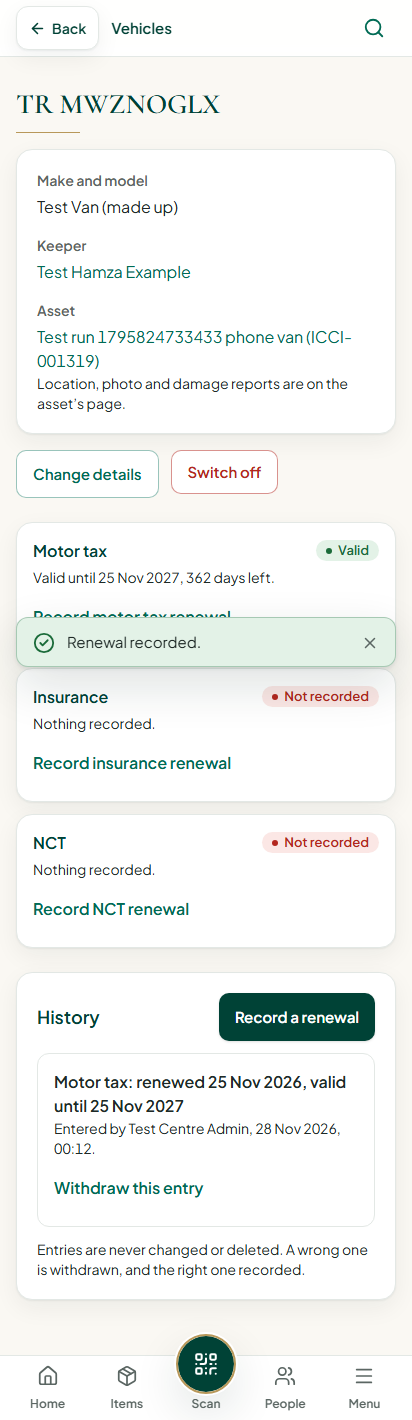 Back
Vehicles
TR MWZNOGLX
Make and model
Test Van (made up)
Keeper
Test Hamza Example
Asset
Test run 1795824733433 phone van (ICCI-
001319)
Location, photo and damage reports are on the
asset's page.
Change details
Switch off
Motor tax
Valid
Valid until 25 Nov 2027, 362 days left.
Record motor tax renewal
Renewal recorded.
Insurance
Not recorded
Nothing recorded.
Record insurance renewal
NCT
Not recorded
Nothing recorded.
Record NCT renewal
History
Record a renewal
Motor tax: renewed 25 Nov 2026, valid
until 25 Nov 2027
Entered by Test Centre Admin, 28 Nov 2026,
00:12.
Withdraw this entry
Entries are never changed or deleted. A wrong one
is withdrawn, and the right one recorded.
Home
Items
Scan
People
Menu